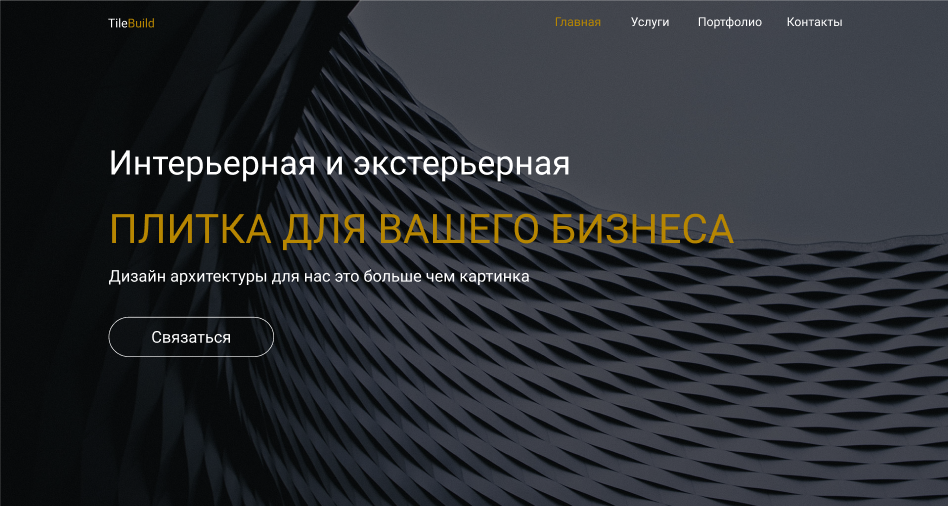 TileBuild
Главная Услуги Портфолио Контакты
Интерьерная и экстерьерная
ПЛИТКА ДЛЯ ВАШЕГО БИЗНЕСА
Дизайн архитектуры для нас это больше чем картинка
Связаться